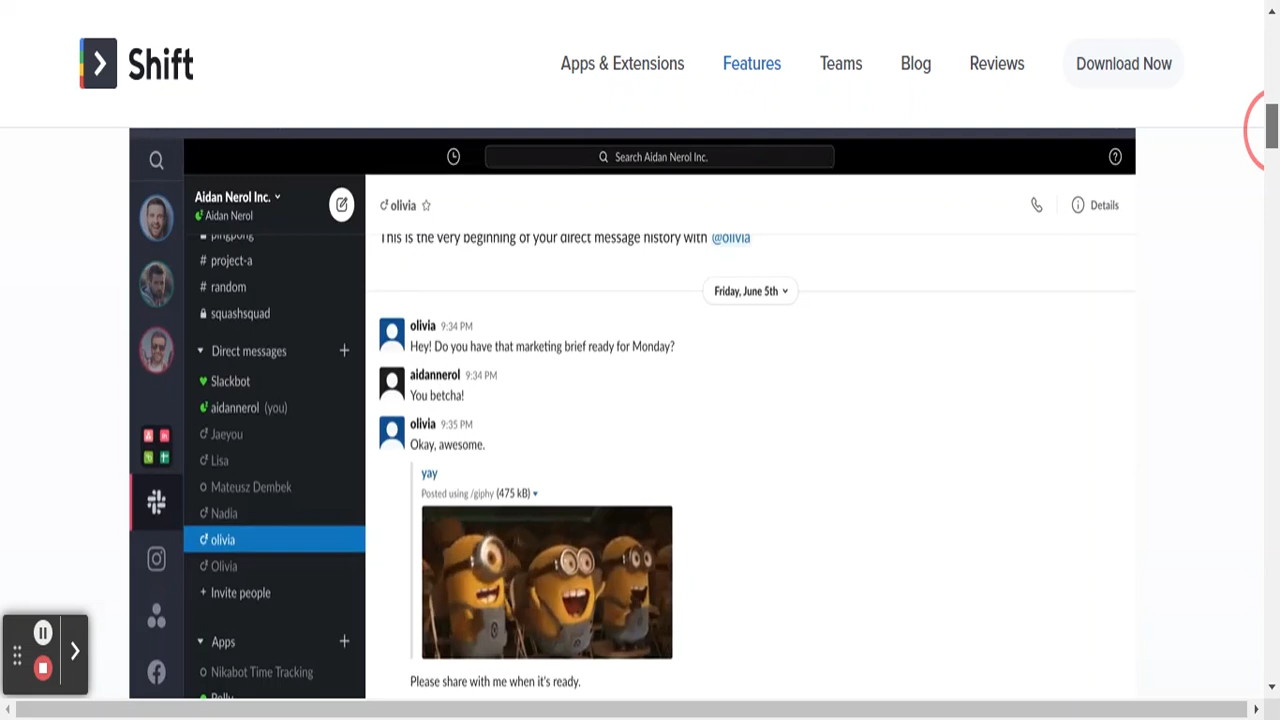 Shift
Apps & Extensions
Features
Teams
Blog
Reviews
Download Now
Search Aidan Nerol Inc.
Aidan Nerol Inc.
Aidan Nerol
olivia
Details
pingpong
This is the very beginning of your direct message history with @olivia
# project-a
# random
Friday, June 5th
squashsquad
olivia 9:34 PM
Hey! Do you have that marketing brief ready for Monday?
Direct messages +
aidannerol 9:34 PM
You betcha!
Slackbot
aidannerol (you)
olivia 9:35 PM
Okay, awesome.
Jaeyou
Lisa
yay
Posted using /giphy (475 kB)
Mateusz Dembek
Nadia
olivia
Olivia
+ Invite people
Apps +
Nikabot Time Tracking
Please share with me when it's ready.
Polly